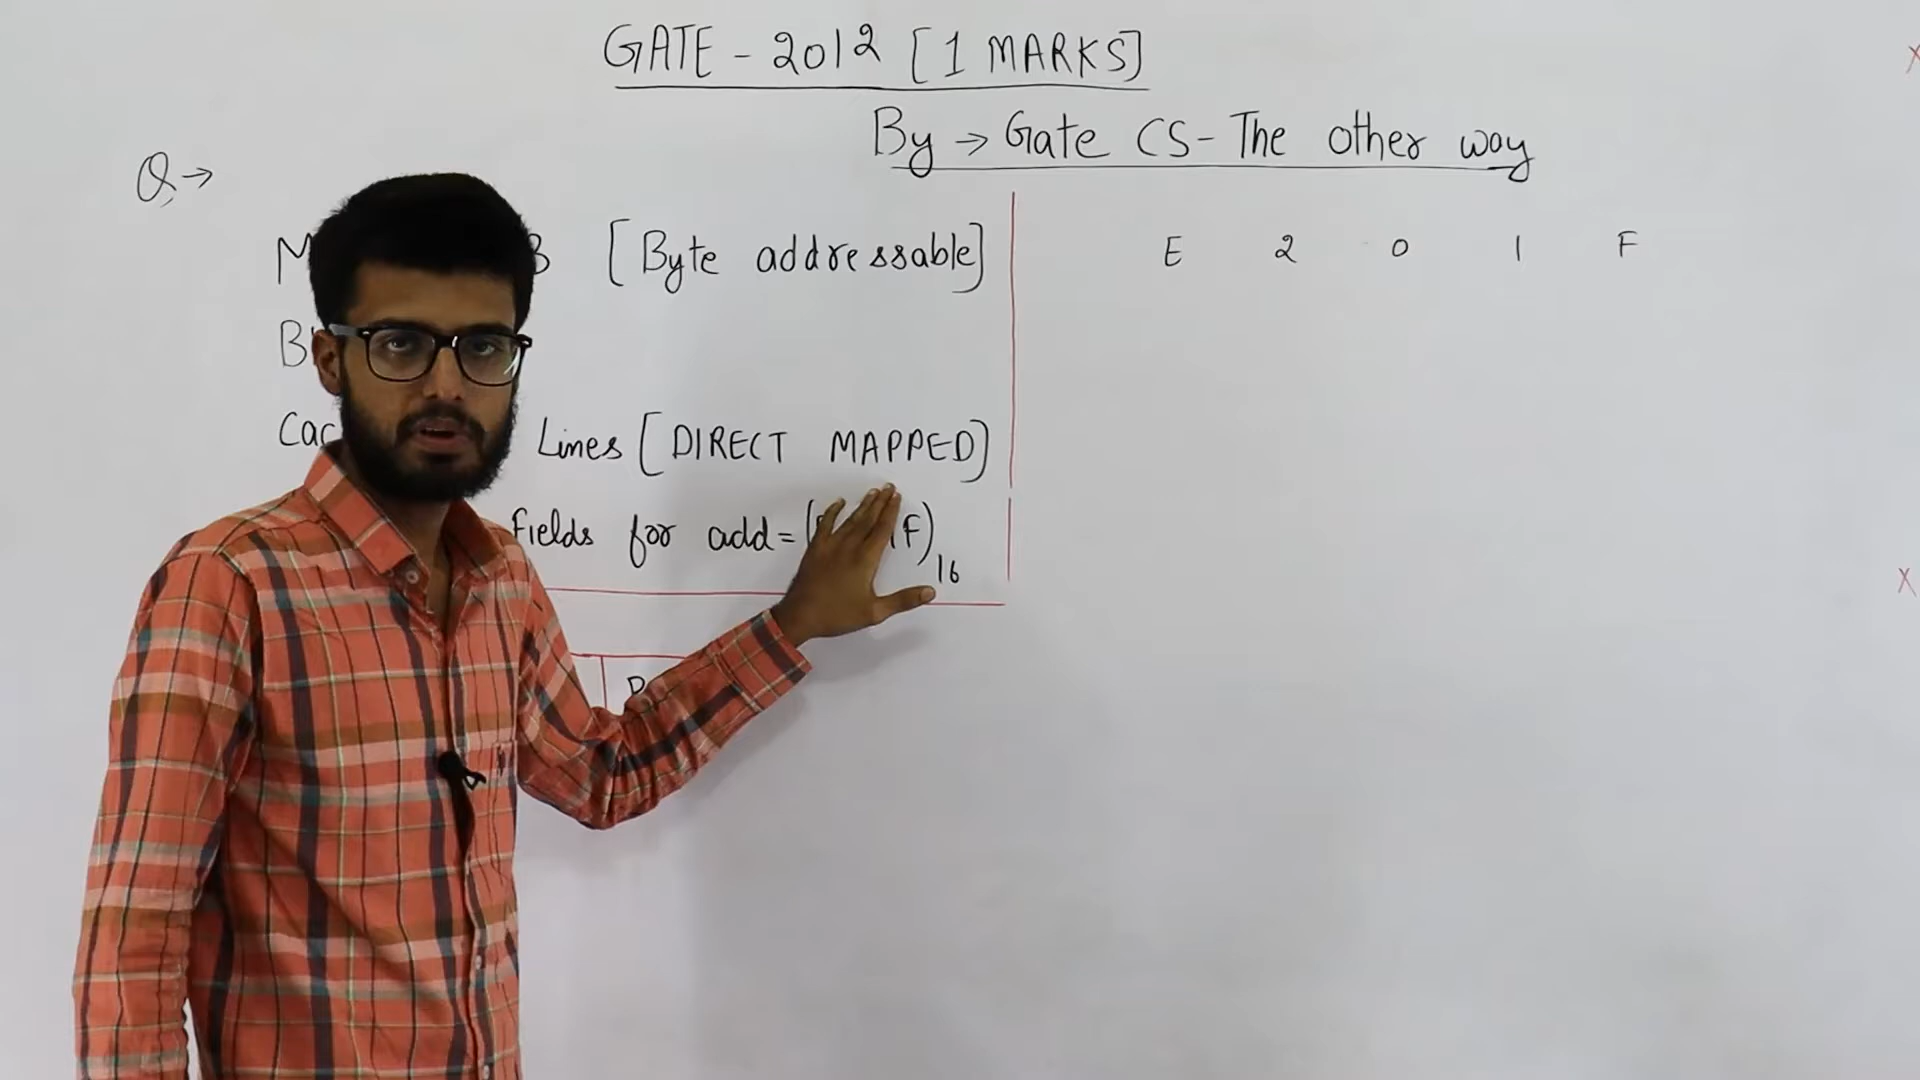 GATE - 2012 [1 MARKS]
By → Gate CS - The other way
Q →
M B [Byte addressable]
B
Cac Lines [DIRECT MAPPED]
Fields for add = ( F)16
E 2 0 1 F